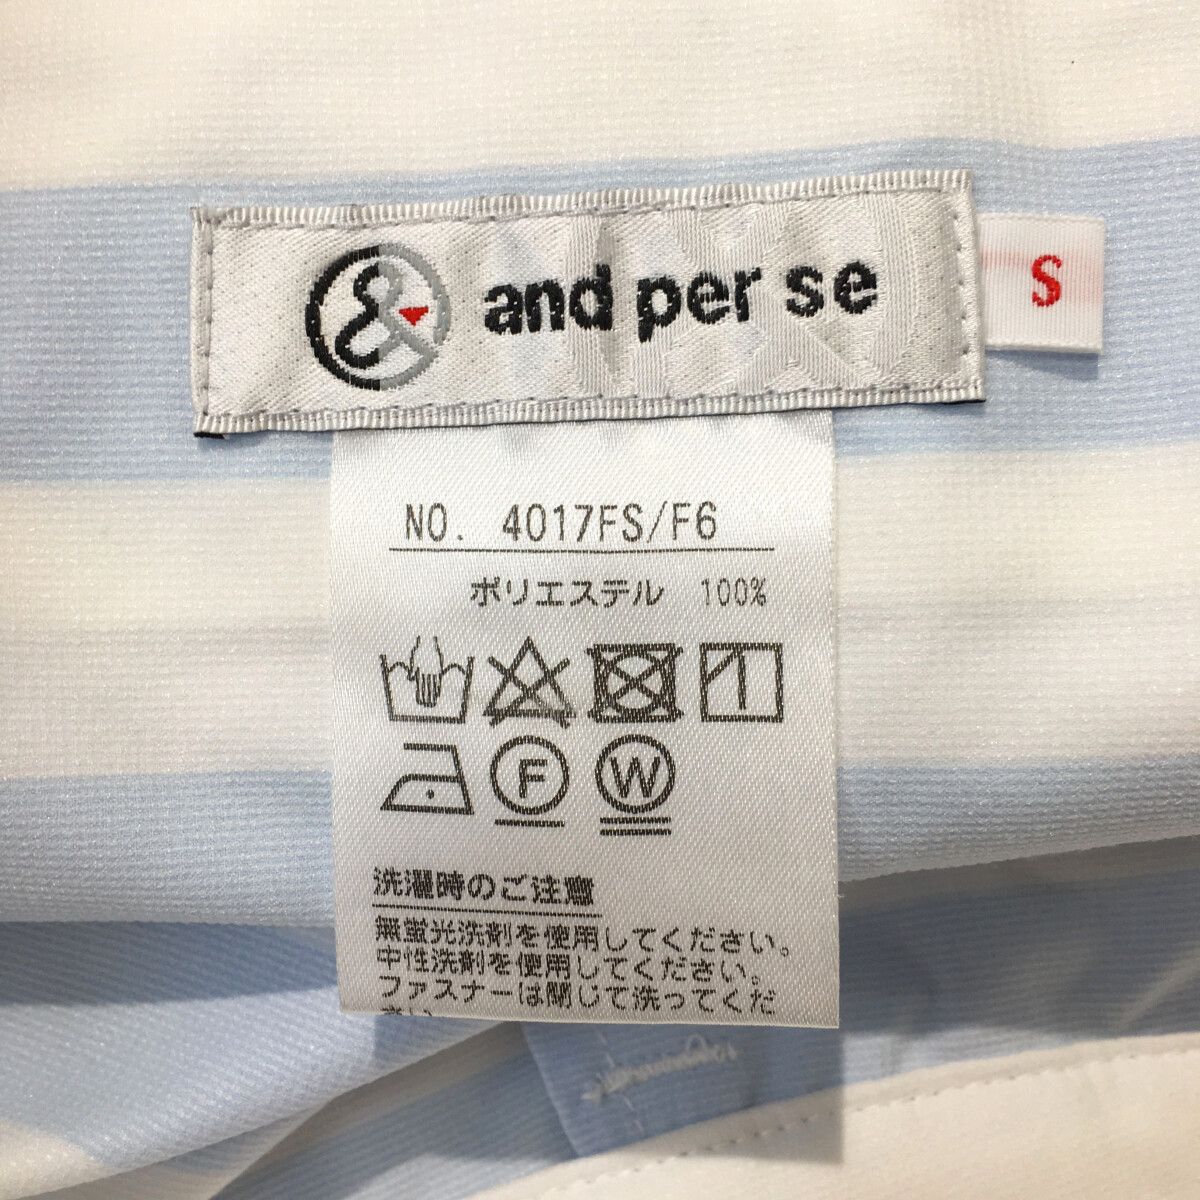 and per se
S
NO. 4017FS/F6
ポリエステル 100%
F
W
洗濯時のご注意
無蛍光洗剤を使用してください。
中性洗剤を使用してください。
ファスナーは閉じて洗ってくだ
さい